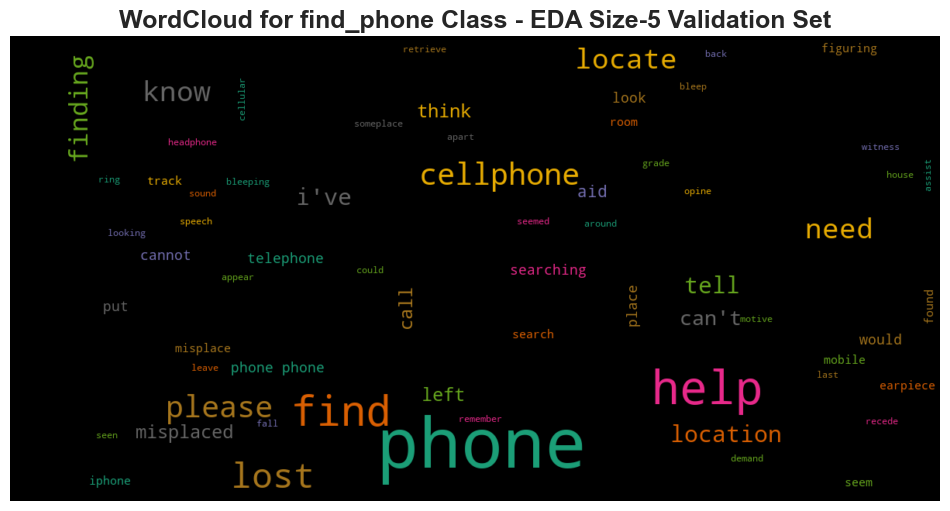 WordCloud for find_phone Class - EDA Size-5 Validation Set
retrieve
figuring
locate
back
finding
know
cellular
bleep
look
think
someplace
room
apart
headphone
witness
grade
cellphone
house
assist
ring
track
bleeping
sound
i've
aid
opine
speech
seemed
around
need
looking
cannot
telephone
could
searching
appear
tell
call
place
found
put
can't
motive
search
would
misplace
mobile
leave
phone phone
last
help
earpiece
left
please
find
remember
fall
recede
seen
misplaced
phone
location
demand
lost
iphone
seem